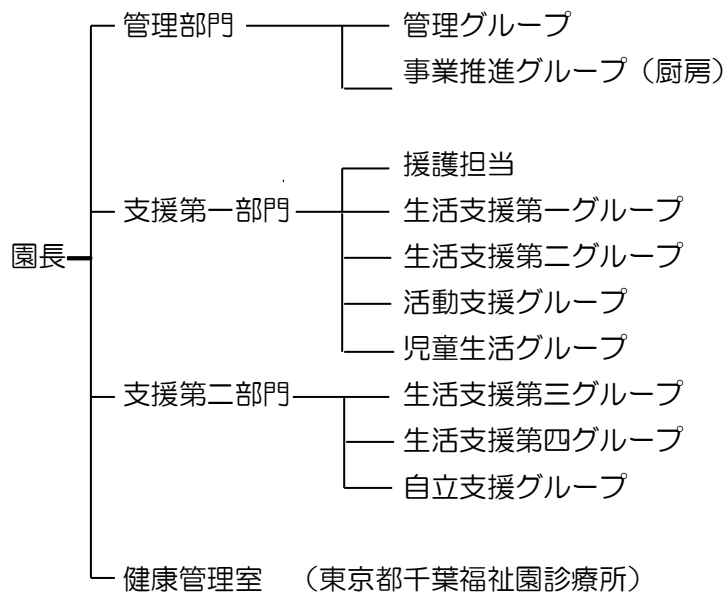 管理部門 管理グループ
事業推進グループ（厨房）
援護担当
支援第一部門 生活支援第一グループ
園長 生活支援第二グループ
活動支援グループ
児童生活グループ
支援第二部門 生活支援第三グループ
生活支援第四グループ
自立支援グループ
健康管理室 （東京都千葉福祉園診療所）